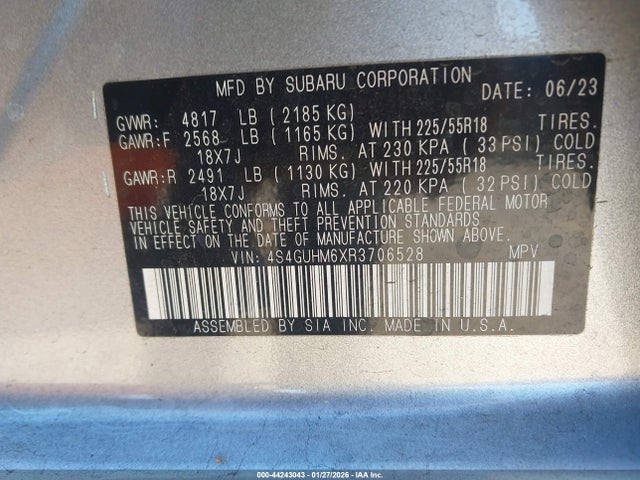 MFD BY SUBARU CORPORATION DATE: 06/23
GVWR: 4817 LB ( 2185 KG)
GAWR:F 2568 LB ( 1165 KG) WITH 225/55R18 TIRES.
18X7J RIMS. AT 230 KPA ( 33 PSI) COLD
GAWR:R 2491 LB ( 1130 KG) WITH 225/55R18 TIRES.
18X7J RIMS. AT 220 KPA ( 32 PSI) COLD
THIS VEHICLE CONFORMS TO ALL APPLICABLE FEDERAL MOTOR
VEHICLE SAFETY AND THEFT PREVENTION STANDARDS
IN EFFECT ON THE DATE OF MANUFACTURE SHOWN ABOVE.
VIN: 4S4GUHM6XR3706528 MPV
ASSEMBLED BY SIA INC. MADE IN U.S.A.
000-44243043 - 01/27/2026 - IAA Inc.